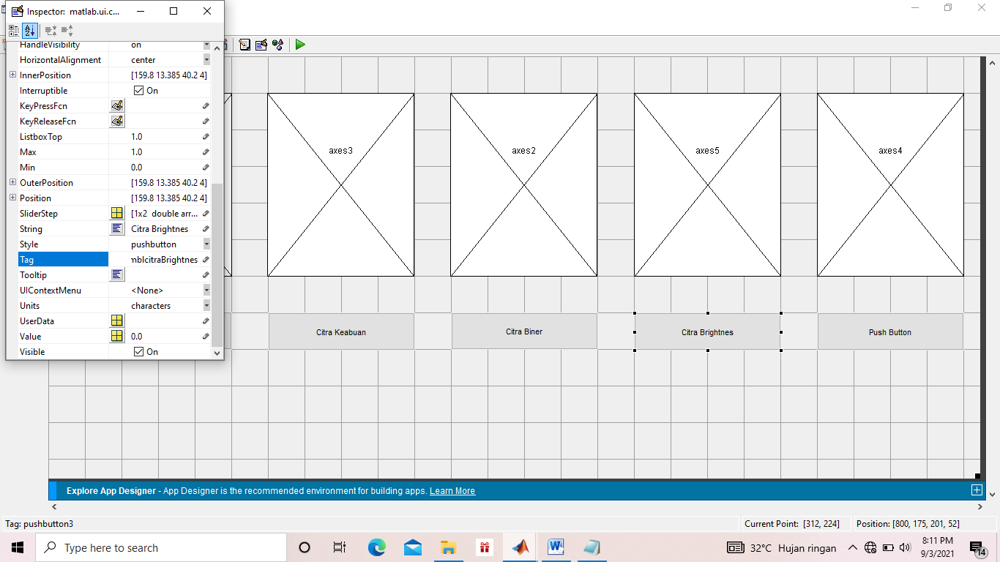 Inspector: matlab.ui.c...
HandleVisibility on
HorizontalAlignment center
InnerPosition [159.8 13.385 40.2 4]
Interruptible On
KeyPressFcn
KeyReleaseFcn
ListboxTop 1.0
Max 1.0
Min 0.0
OuterPosition [159.8 13.385 40.2 4]
Position [159.8 13.385 40.2 4]
SliderStep [1x2 double arr...
String Citra Brightnes
Style pushbutton
Tag mblcitraBrightnes
Tooltip
UIContextMenu <None>
Units characters
UserData
Value 0.0
Visible On
axes3 axes2 axes5 axes4
Citra Keabuan Citra Biner Citra Brightnes Push Button
Explore App Designer - App Designer is the recommended environment for building apps. Learn More
Tag: pushbutton3 Current Point: [312, 224] Position: [800, 175, 201, 52]
Type here to search
32°C Hujan ringan
8:11 PM
9/3/2021
14